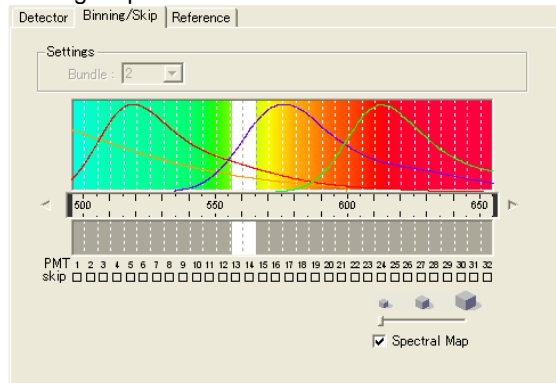 Detector Binning/Skip Reference
Settings
Bundle : 2
500 550 600 650
PMT 1 2 3 4 5 6 7 8 9 10 11 12 13 14 15 16 17 18 19 20 21 22 23 24 25 26 27 28 29 30 31 32
skip
Spectral Map